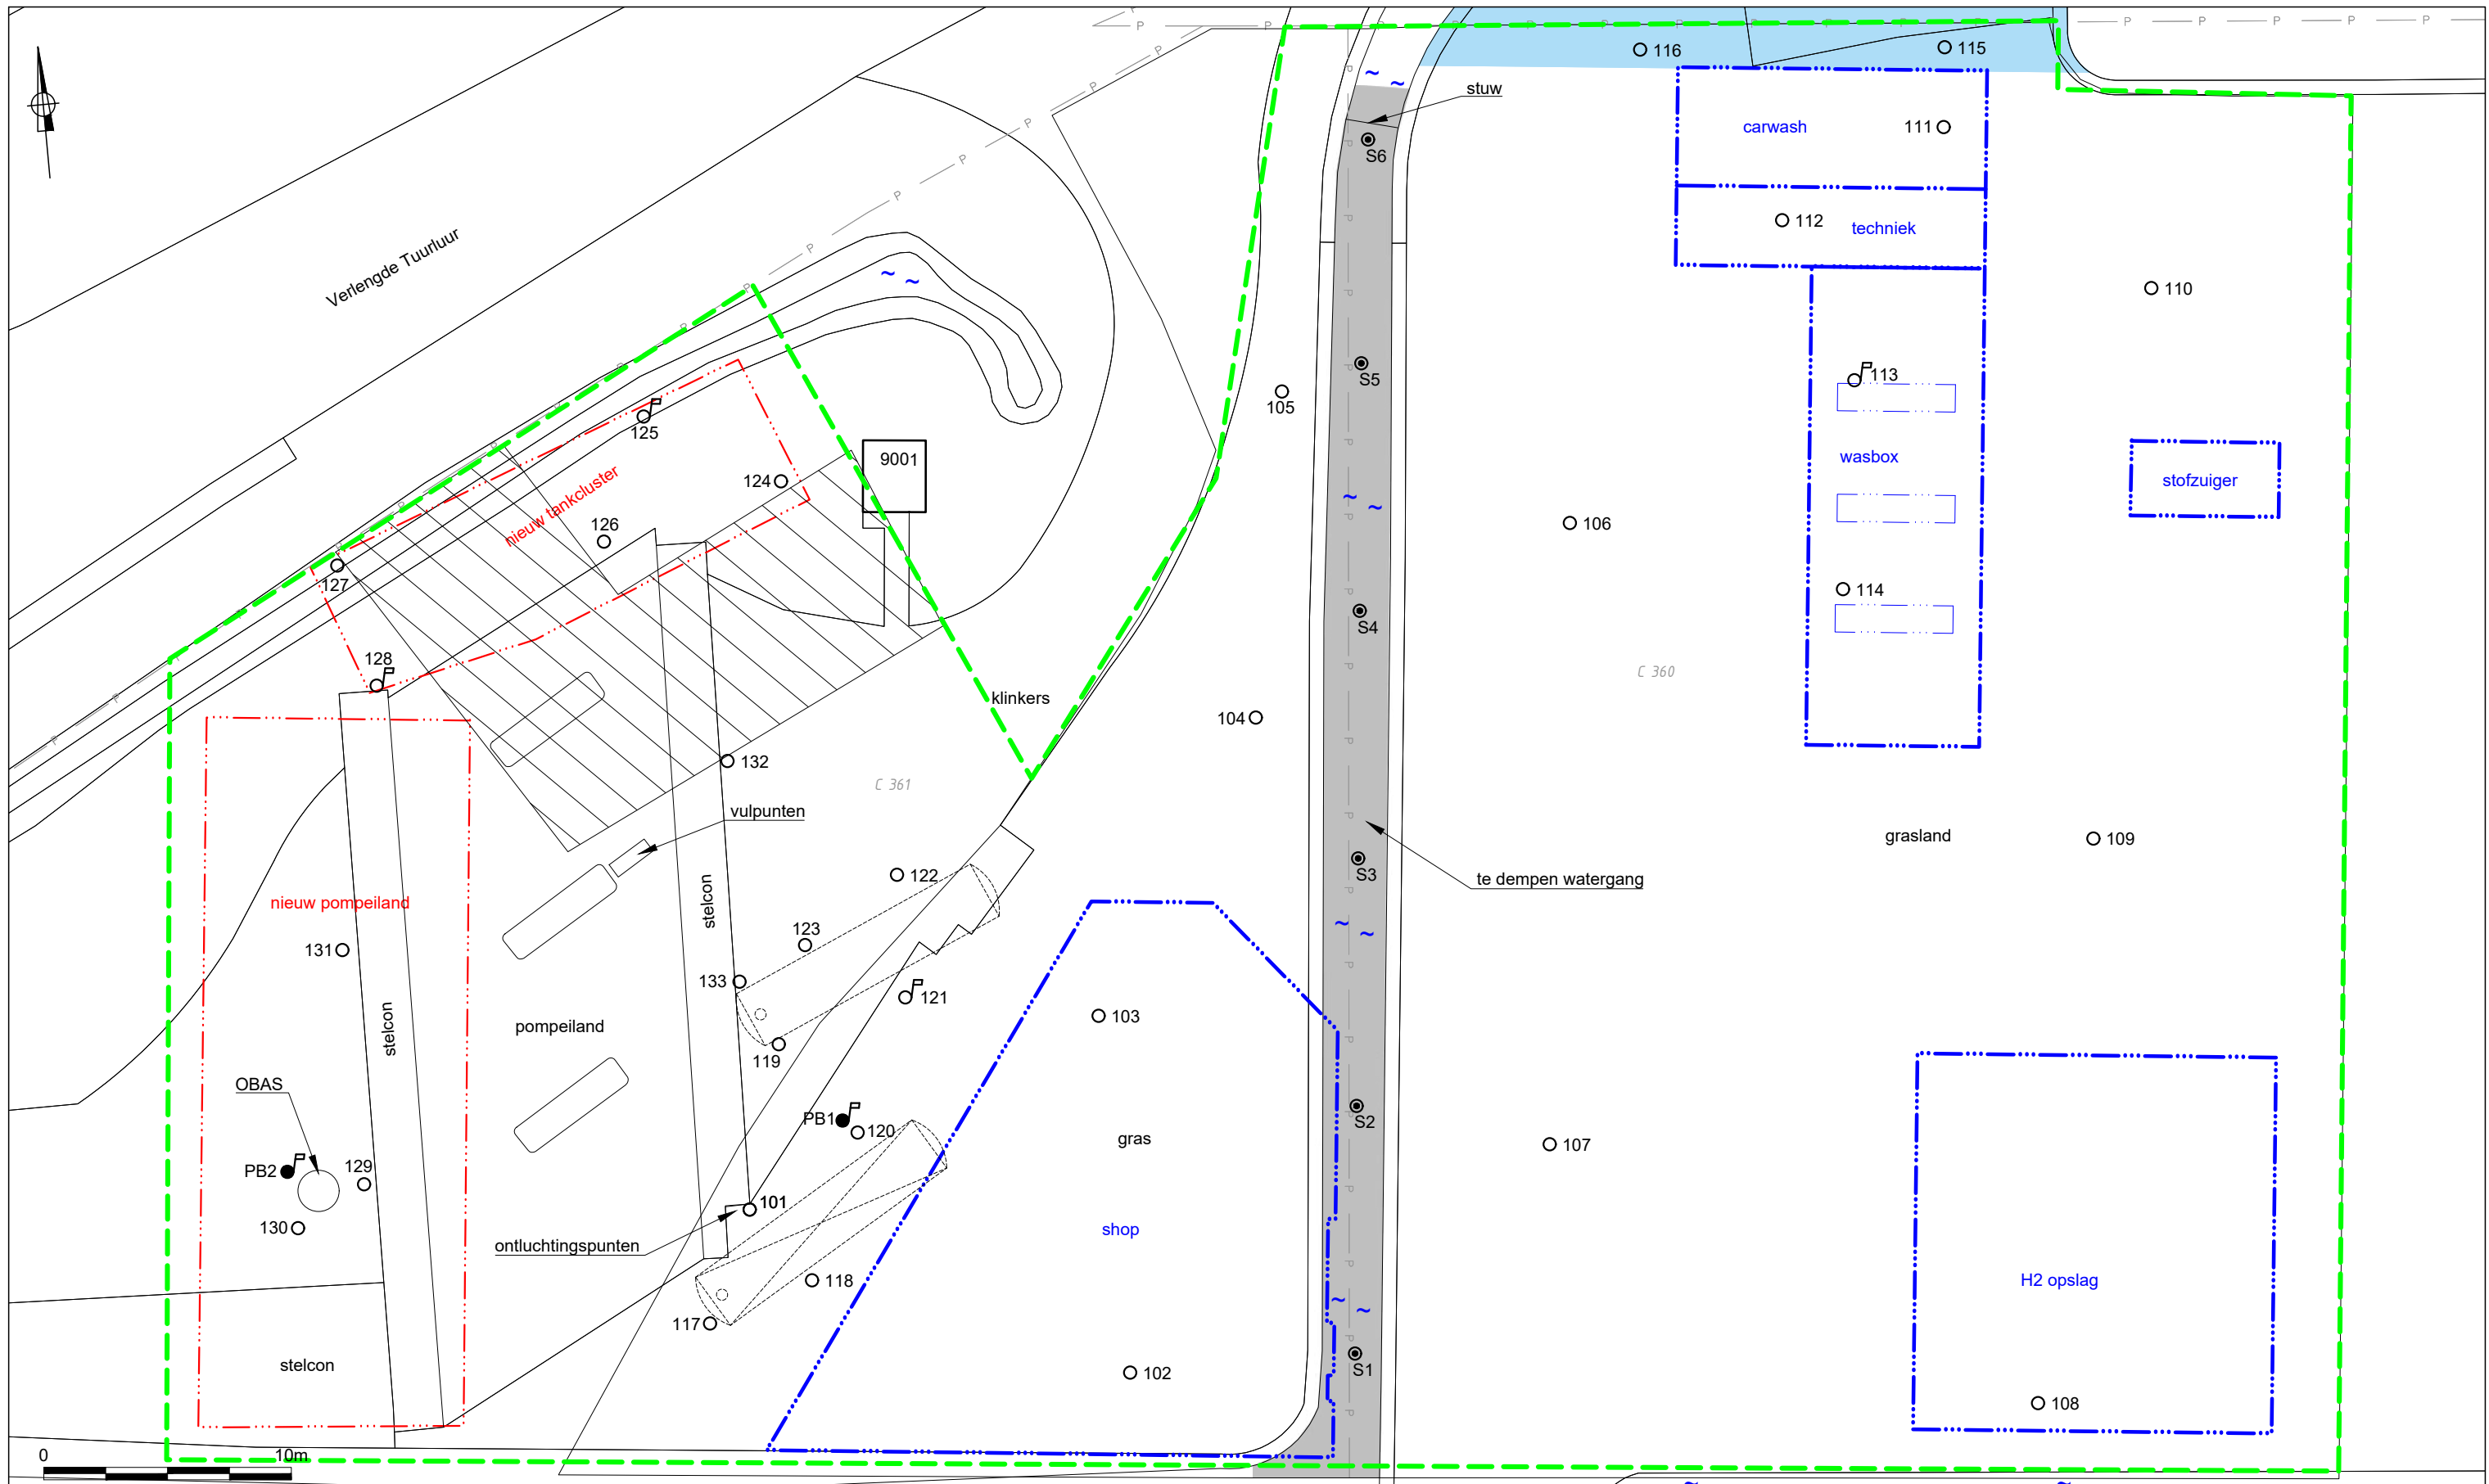 P P P P P P P P P P P P P P
116
115
stuw
carwash
111
S6
112
techniek
Verlengde Tuurluur
110
S5
113
105
125
9001
124
wasbox
stofzuiger
nieuw tankcluster
126
106
127
114
S4
128
C 360
klinkers
104
132
C 361
vulpunten
grasland
109
122
S3
te dempen watergang
nieuw pompeiland
stelcon
123
131
133
121
103
stelcon
pompeiland
119
OBAS
PB1
120
S2
gras
107
PB2
129
101
130
shop
ontluchtingspunten
118
H2 opslag
117
stelcon
S1
102
108
0
10m